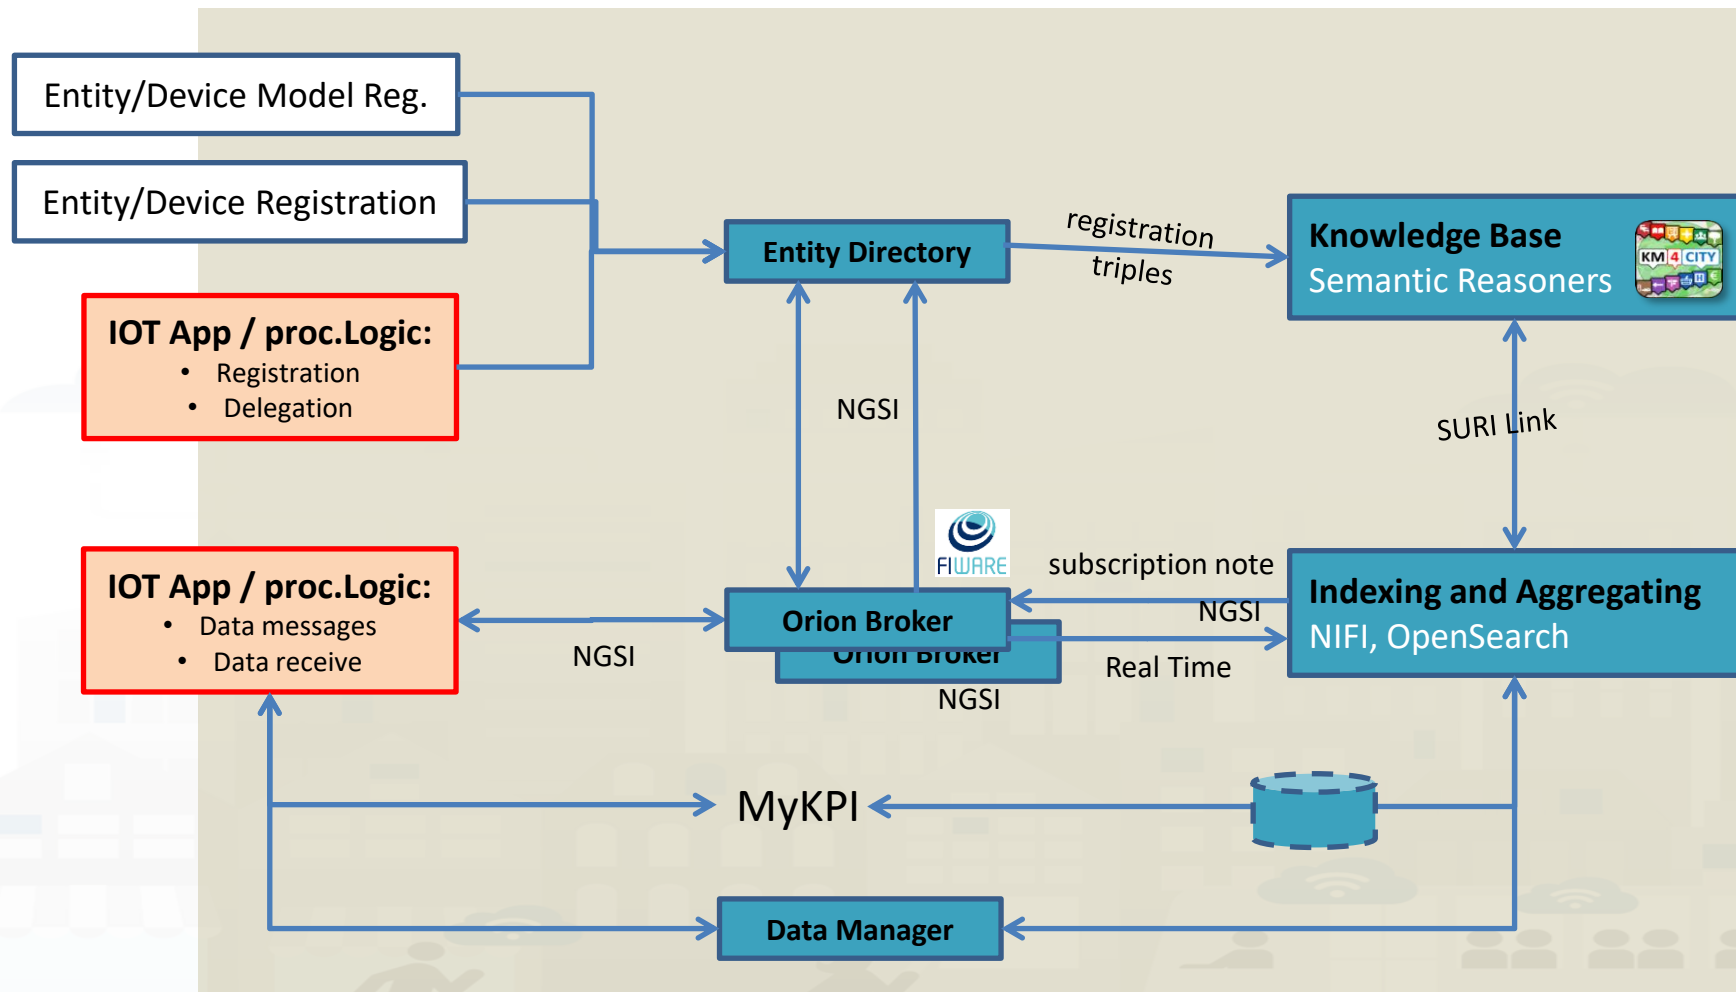 Entity/Device Model Reg.
Entity/Device Registration
IOT App / proc.Logic:
• Registration
• Delegation
Entity Directory
registration
triples
Knowledge Base
Semantic Reasoners
KM 4 CITY
NGSI
SURI Link
FIWARE
IOT App / proc.Logic:
• Data messages
• Data receive
NGSI
Orion Broker
Orion Broker
NGSI
subscription note
NGSI
Real Time
Indexing and Aggregating
NIFI, OpenSearch
MyKPI
Data Manager